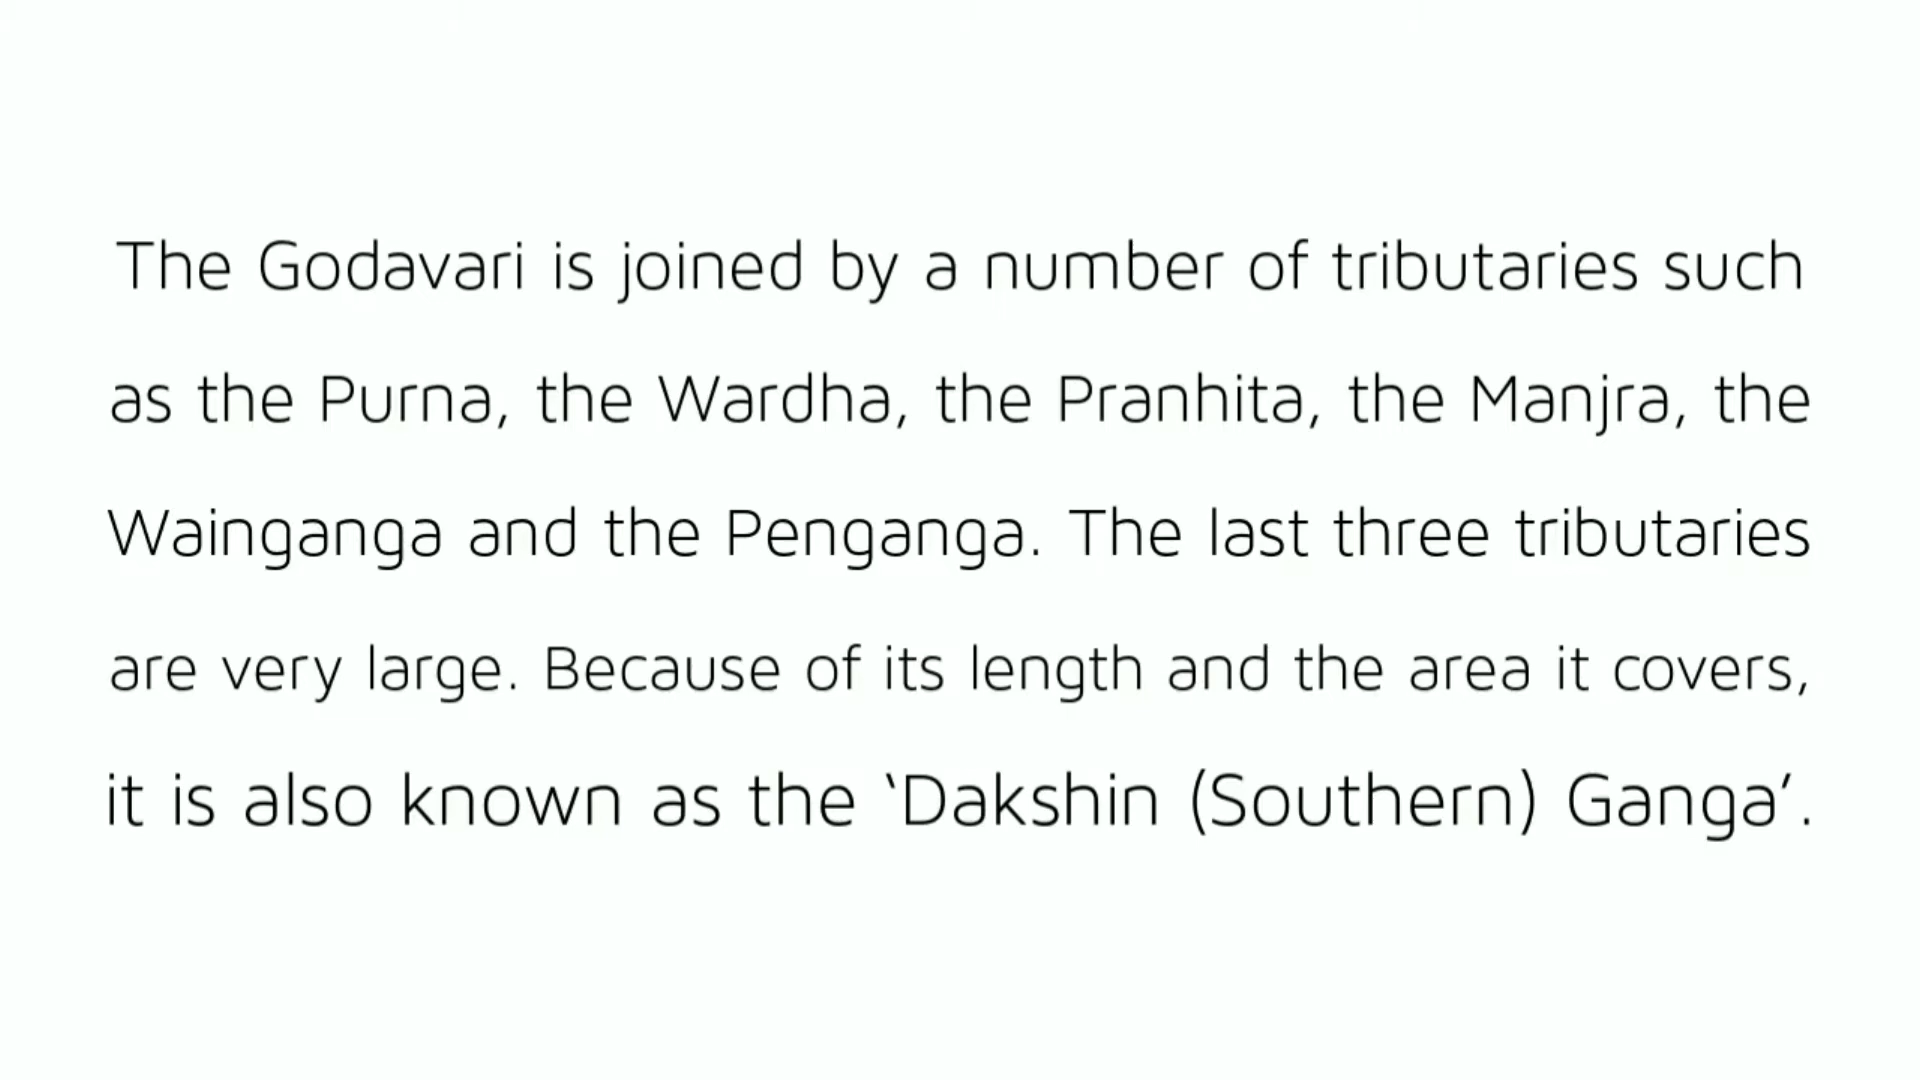 The Godavari is joined by a number of tributaries such
as the Purna, the Wardha, the Pranhita, the Manjra, the
Wainganga and the Penganga. The last three tributaries
are very large. Because of its length and the area it covers,
it is also known as the ‘Dakshin (Southern) Ganga’.